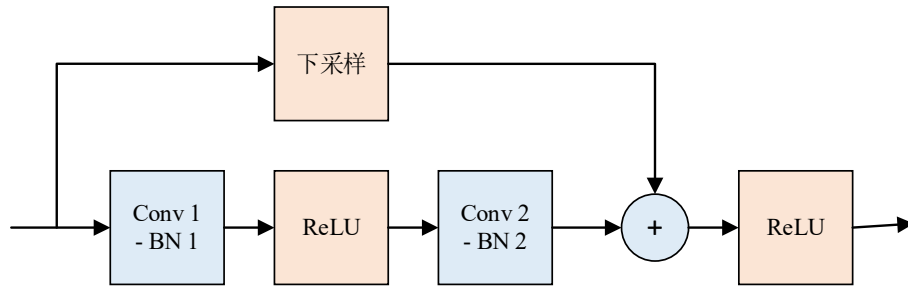 下采样
Conv 1
- BN 1
ReLU
Conv 2
- BN 2
+
ReLU